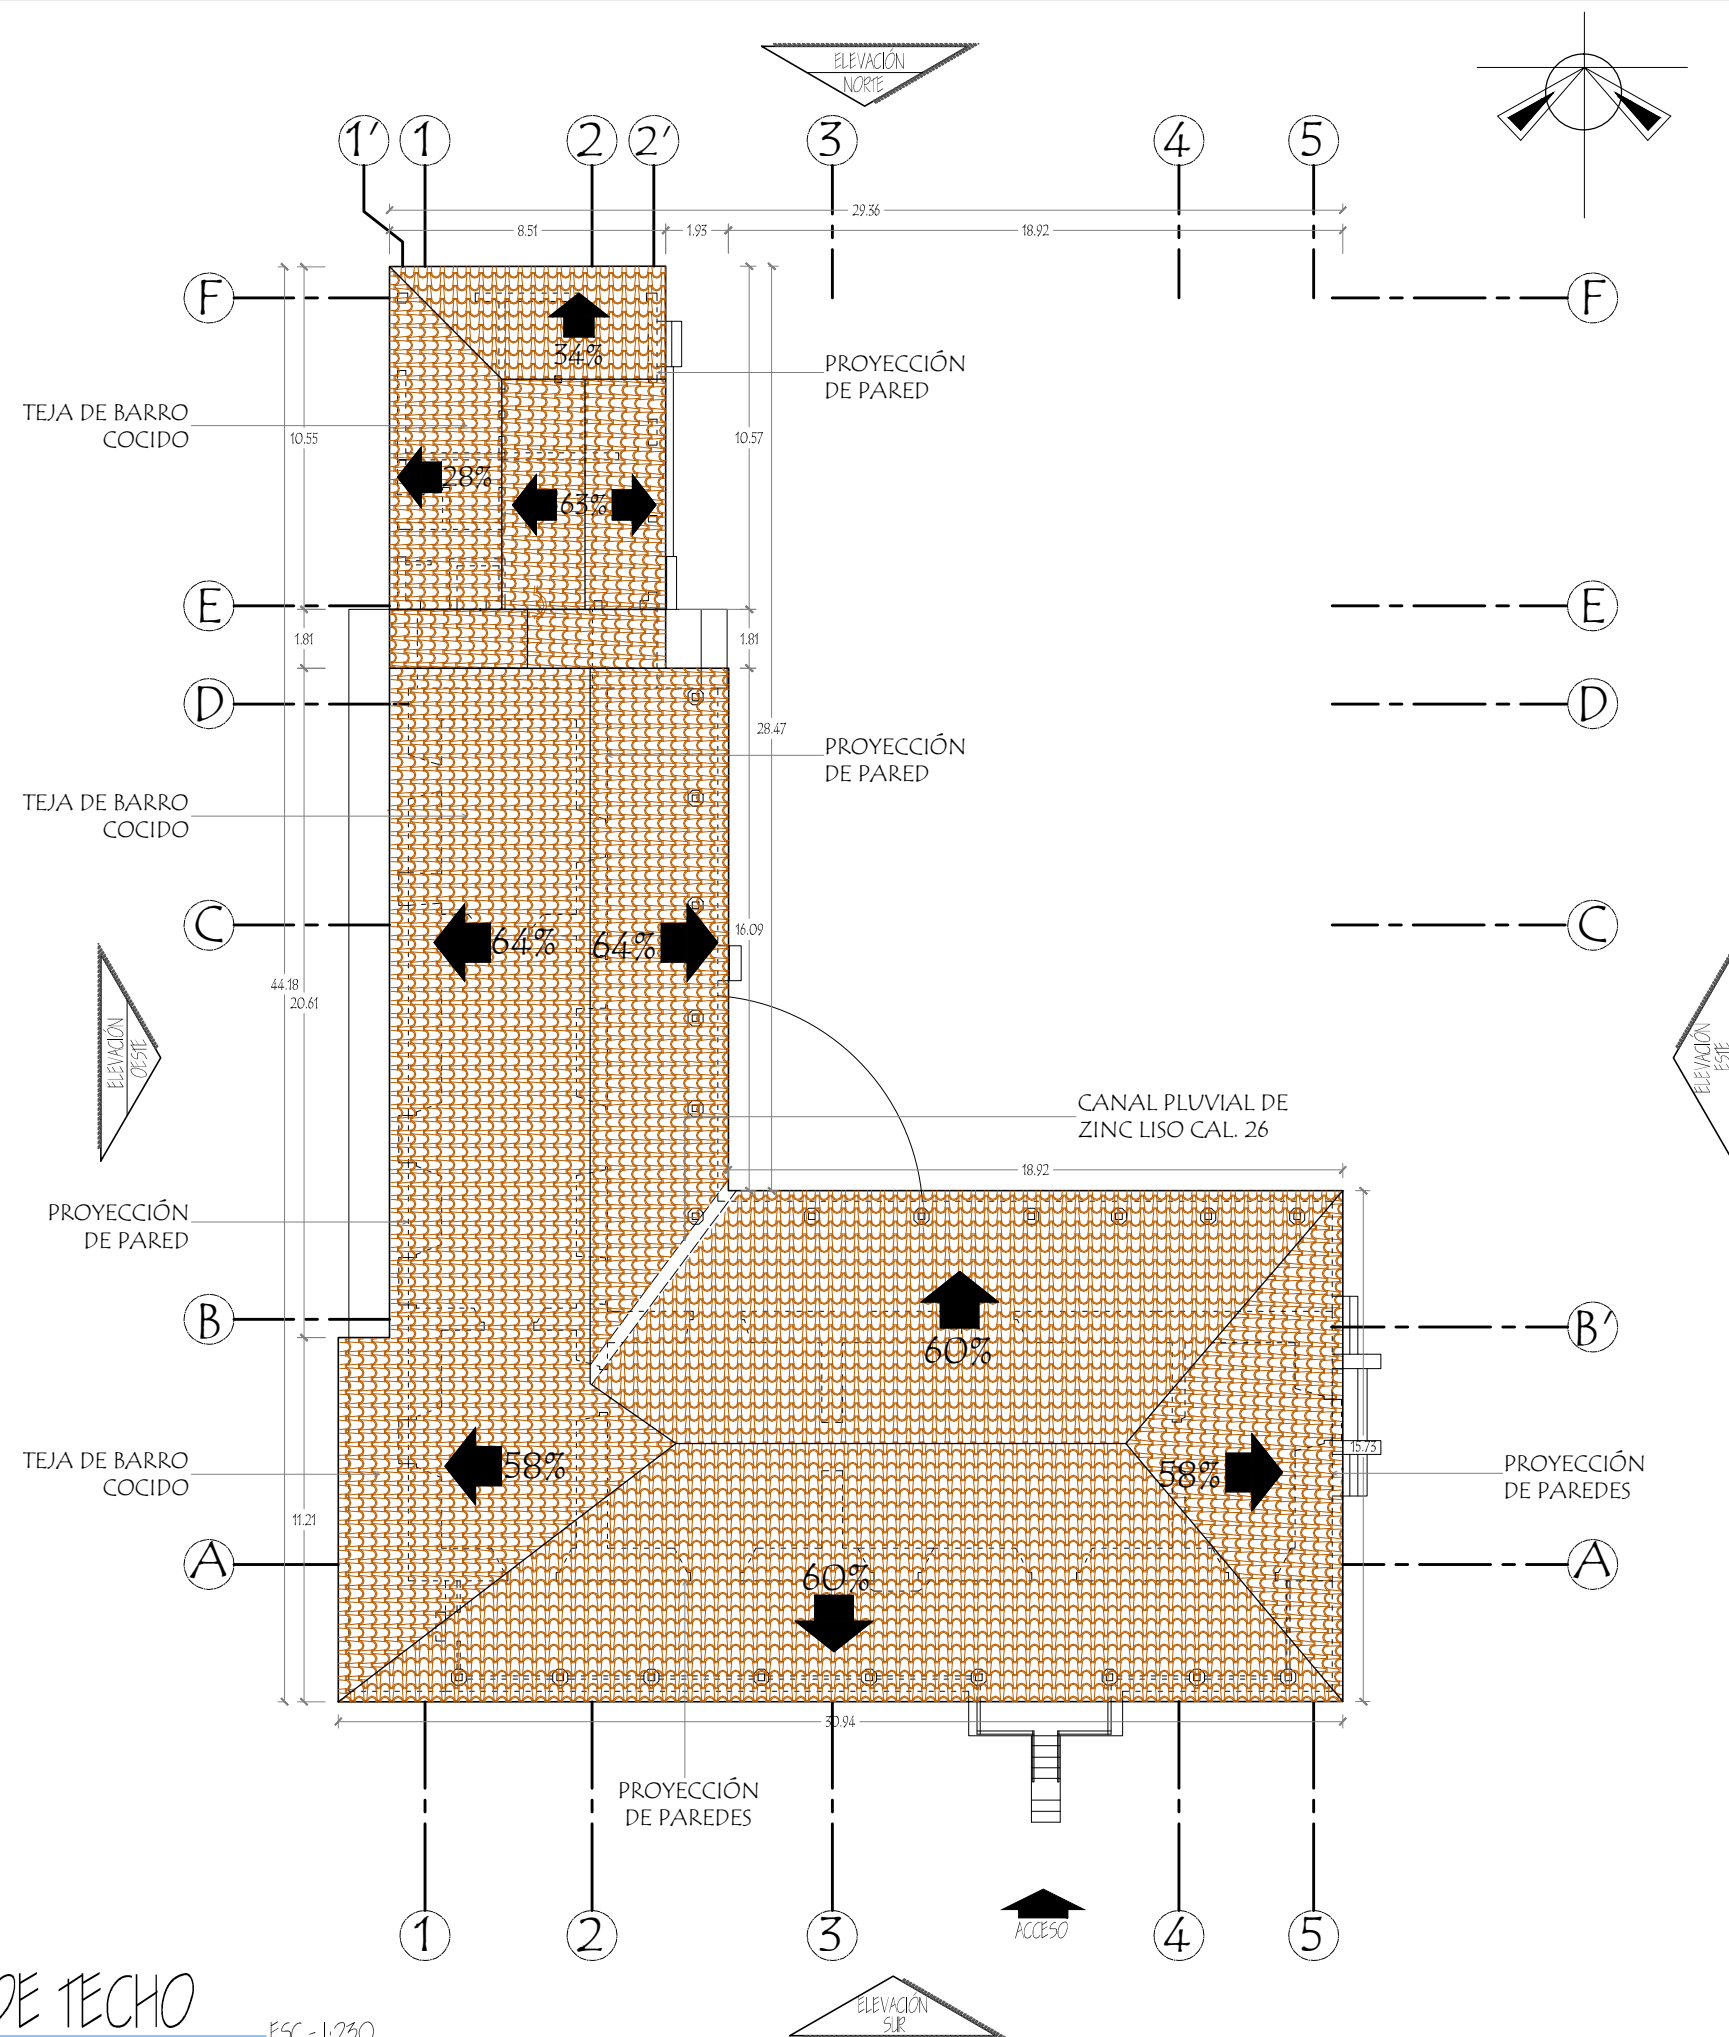 ELEVACIÓN
NORTE
1' 1 2 2' 3 4 5
29.36
8.51 1.93 18.92
F F
34%
PROYECCIÓN
DE PARED
TEJA DE BARRO
COCIDO
10.55 10.57
28%
63%
E E
1.81 1.81
D D
28.47
PROYECCIÓN
DE PARED
TEJA DE BARRO
COCIDO
C C
16.09
64% 64%
44.18
20.61
ELEVACIÓN
OESTE
ELEVACIÓN
ESTE
CANAL PLUVIAL DE
ZINC LISO CAL. 26
18.92
PROYECCIÓN
DE PARED
B B'
60%
15.73
58% 58%
TEJA DE BARRO
COCIDO
PROYECCIÓN
DE PAREDES
11.21
A A
60%
30.94
PROYECCIÓN
DE PAREDES
ACCESO
1 2 3 4 5
DE TECHO
ESC - 1:230
ELEVACIÓN
SUR